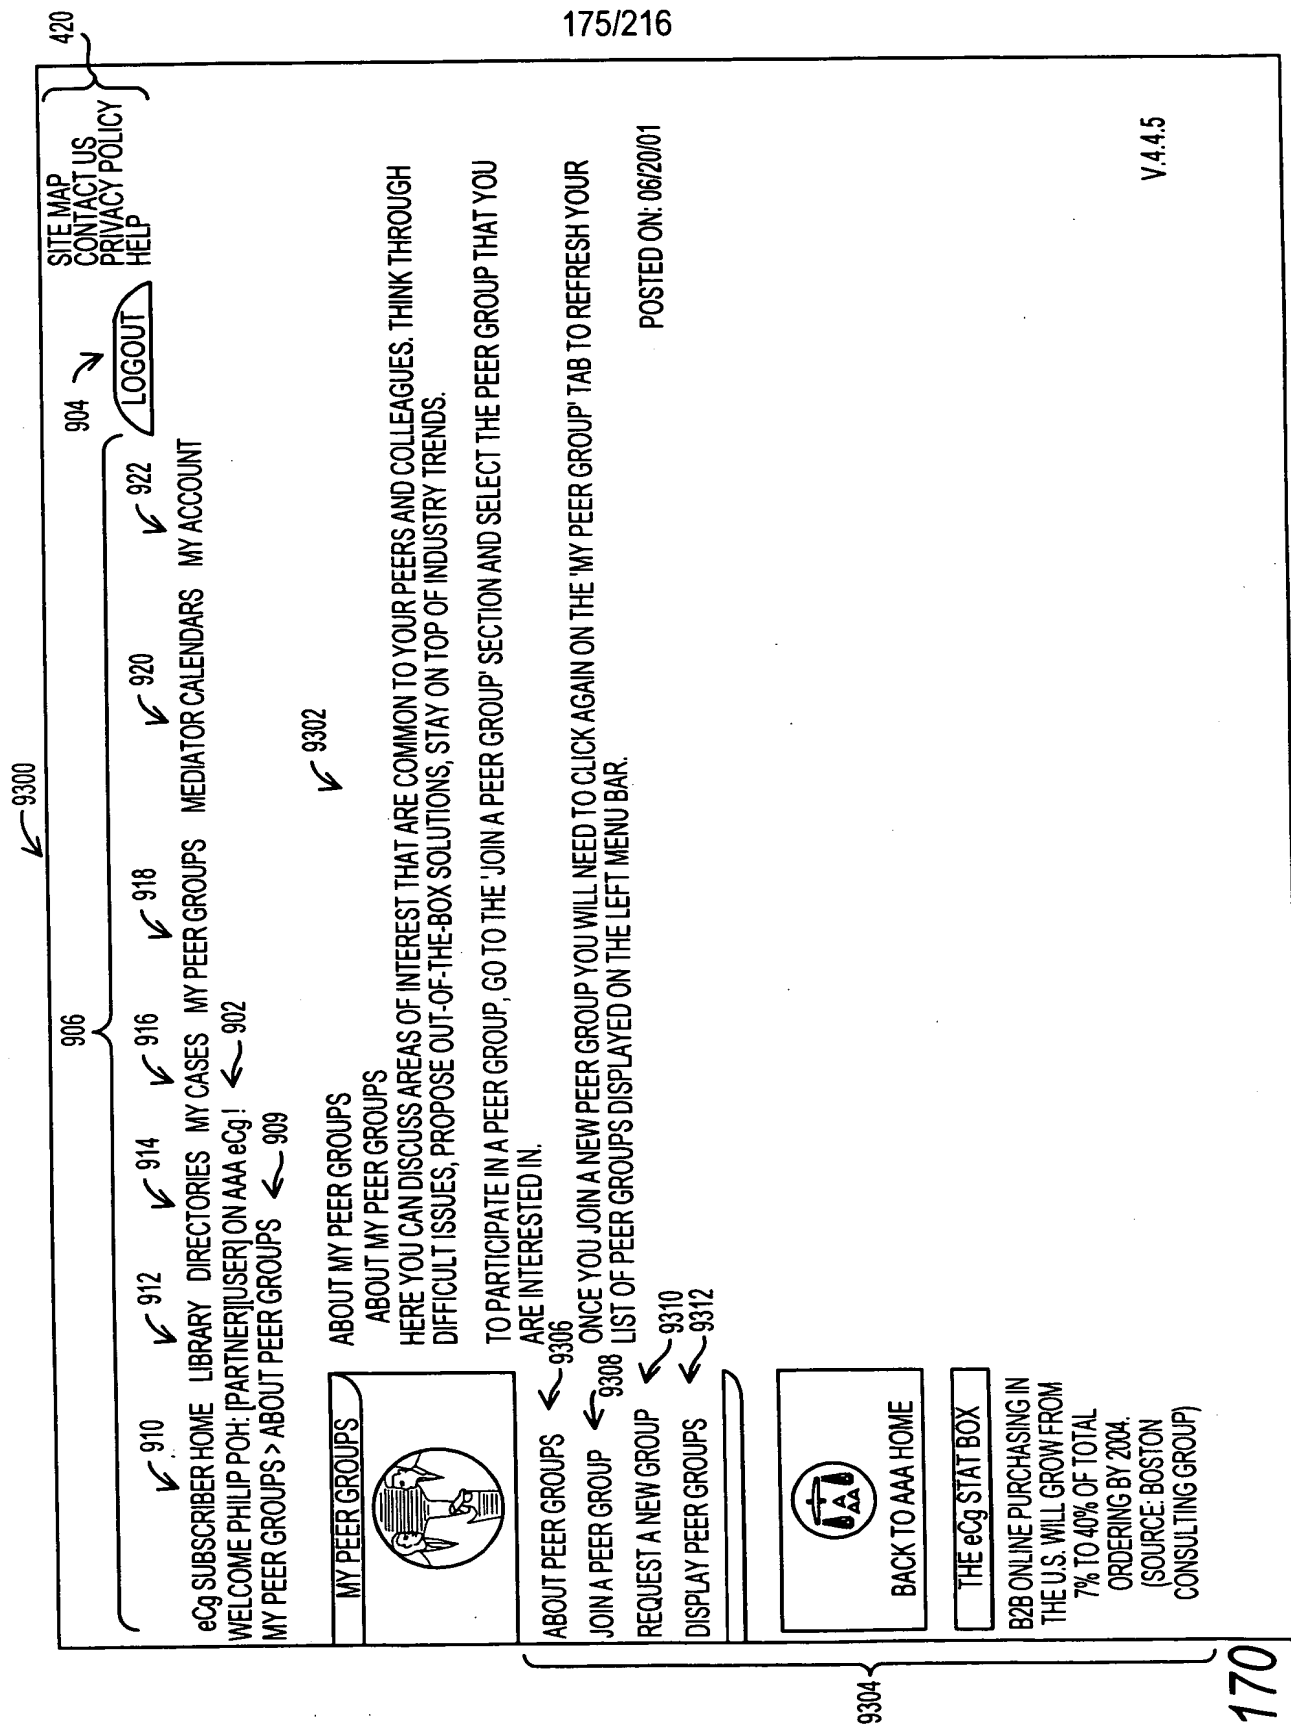 175/216
9300
420
SITE MAP
CONTACT US
PRIVACY POLICY
HELP
904
LOGOUT
906
910
912
914
916
918
920
922
eCg SUBSCRIBER HOME LIBRARY DIRECTORIES MY CASES MY PEER GROUPS MEDIATOR CALENDARS MY ACCOUNT
WELCOME PHILIP POH: [PARTNER][USER] ON AAA eCg! 902
MY PEER GROUPS > ABOUT PEER GROUPS 909
9302
MY PEER GROUPS
ABOUT MY PEER GROUPS
ABOUT MY PEER GROUPS
HERE YOU CAN DISCUSS AREAS OF INTEREST THAT ARE COMMON TO YOUR PEERS AND COLLEAGUES. THINK THROUGH
DIFFICULT ISSUES, PROPOSE OUT-OF-THE-BOX SOLUTIONS, STAY ON TOP OF INDUSTRY TRENDS.
TO PARTICIPATE IN A PEER GROUP, GO TO THE 'JOIN A PEER GROUP' SECTION AND SELECT THE PEER GROUP THAT YOU
ARE INTERESTED IN.
ONCE YOU JOIN A NEW PEER GROUP YOU WILL NEED TO CLICK AGAIN ON THE 'MY PEER GROUP' TAB TO REFRESH YOUR
LIST OF PEER GROUPS DISPLAYED ON THE LEFT MENU BAR.
POSTED ON: 06/20/01
ABOUT PEER GROUPS 9306
JOIN A PEER GROUP 9308
REQUEST A NEW GROUP 9310
DISPLAY PEER GROUPS 9312
AAA
BACK TO AAA HOME
THE eCg STAT BOX
B2B ONLINE PURCHASING IN
THE U.S. WILL GROW FROM
7% TO 40% OF TOTAL
ORDERING BY 2004.
(SOURCE: BOSTON
CONSULTING GROUP)
9304
V.4.4.5
170